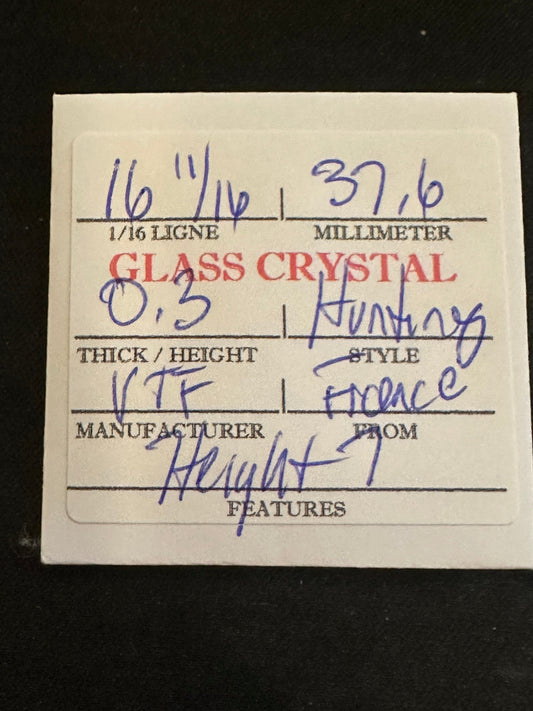 16 11/16 37.6
1/16 LIGNE MILLIMETER
GLASS CRYSTAL
0.3 Hunting
THICK / HEIGHT STYLE
VTF France
MANUFACTURER FROM
Height 7
FEATURES